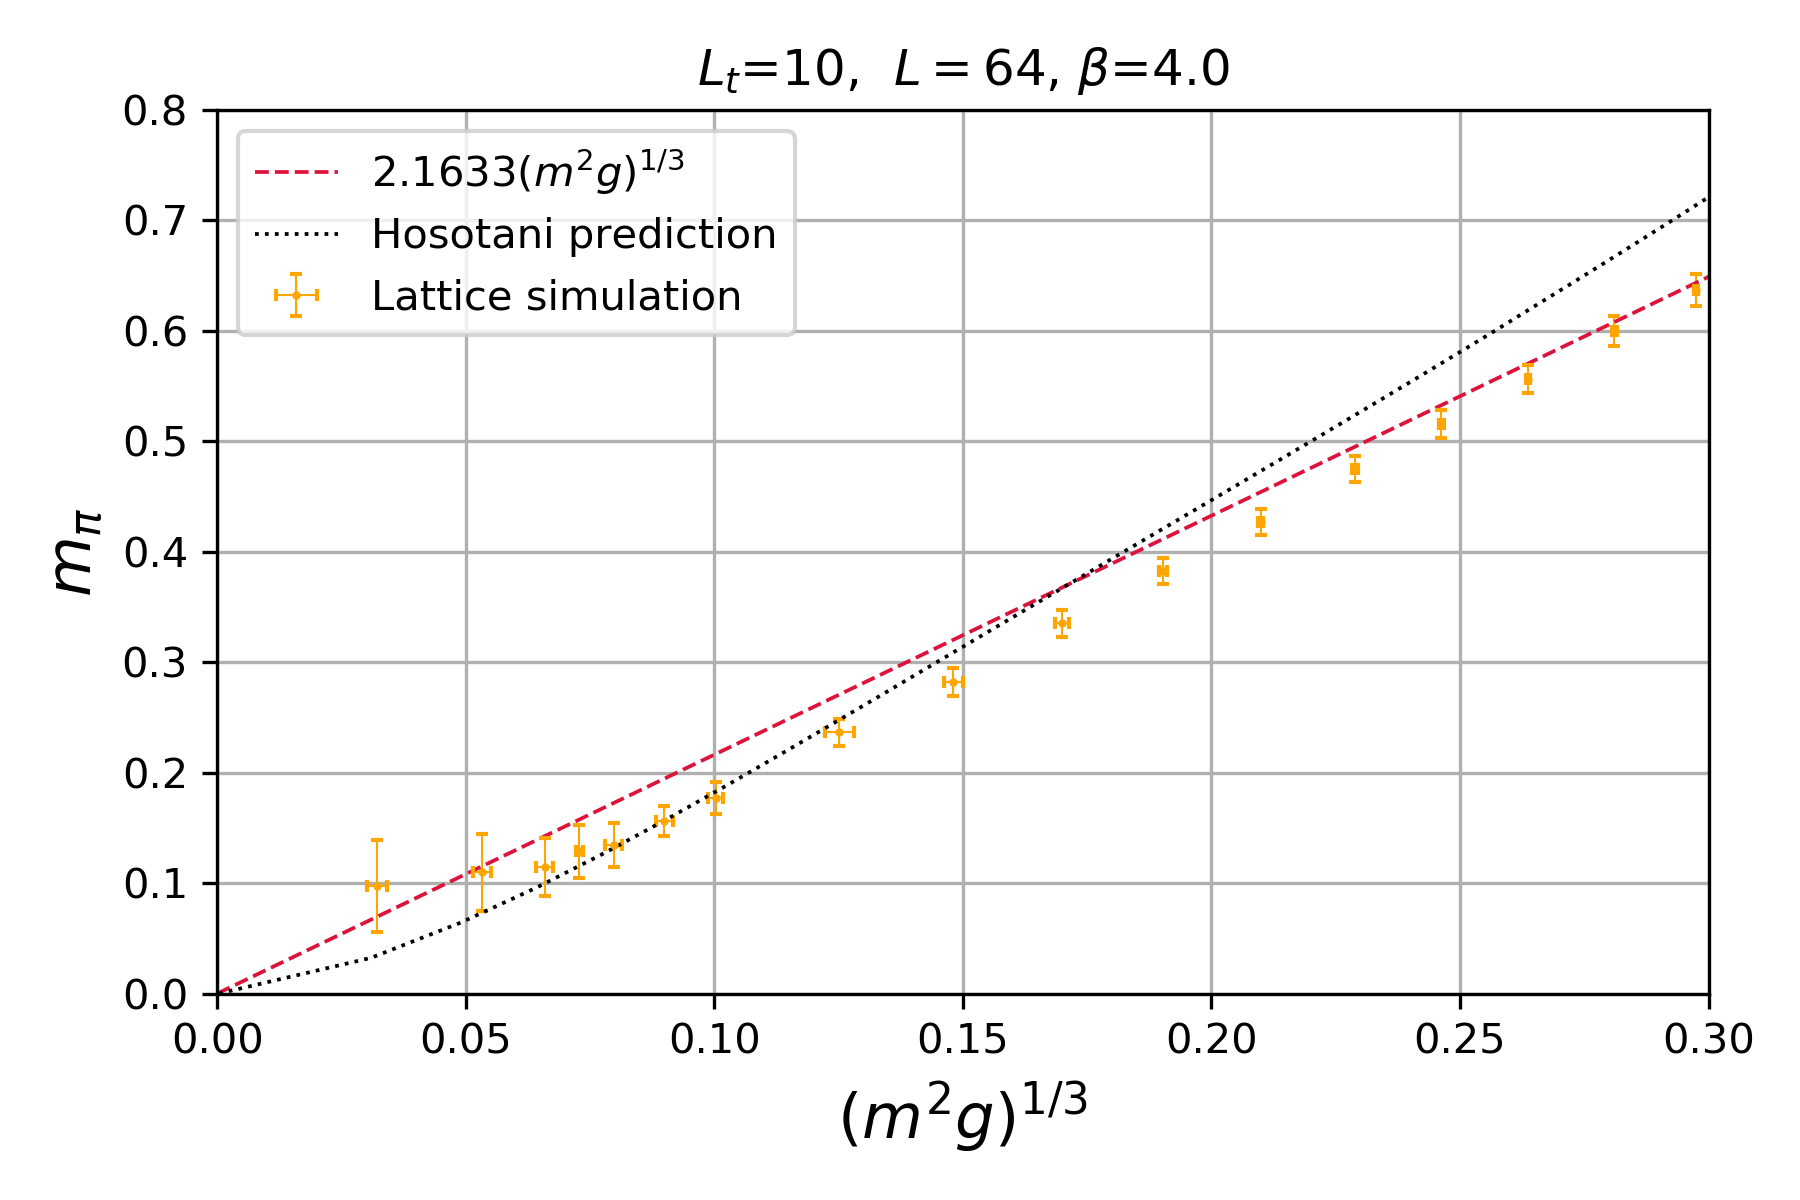 L_t=10, L = 64, β=4.0
2.1633(m²g)^{1/3}
Hosotani prediction
Lattice simulation
m_π
0.8
0.7
0.6
0.5
0.4
0.3
0.2
0.1
0.0
0.00 0.05 0.10 0.15 0.20 0.25 0.30
(m²g)^{1/3}